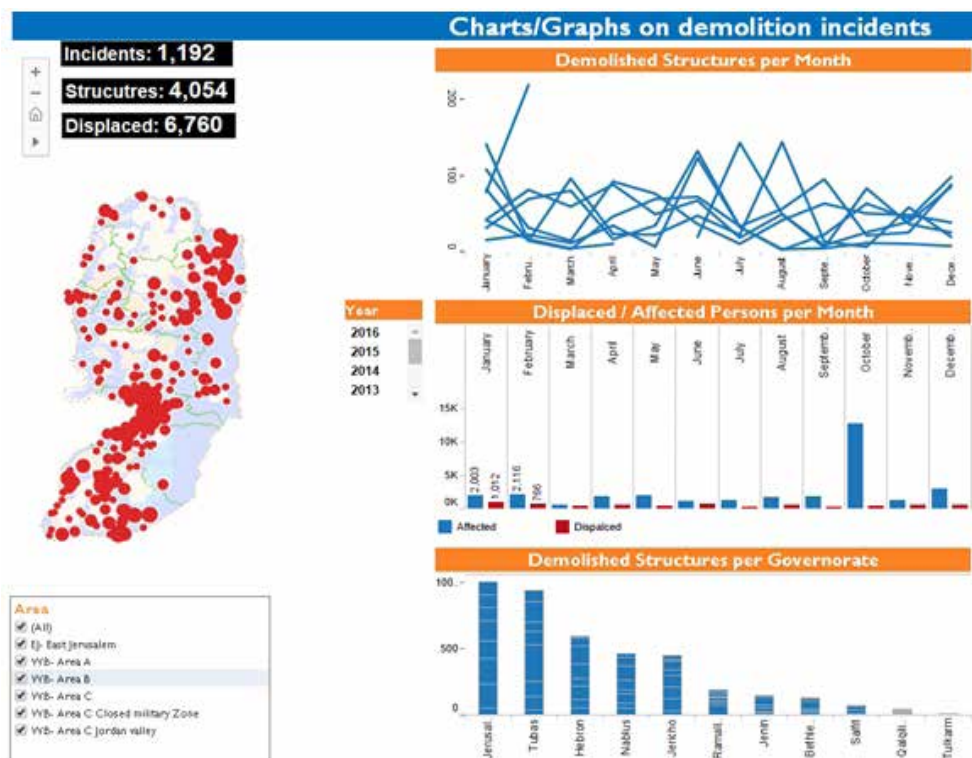 Charts/Graphs on demolition incidents
Incidents: 1,192
Strucutres: 4,054
Displaced: 6,760
Demolished Structures per Month
200
100
0
January
Febru..
March
April
May
June
July
August
Septe..
October
Nove..
Dece..
Year
2016
2015
2014
2013
Displaced / Affected Persons per Month
January
February
March
April
May
June
July
August
Septemb..
October
Novemb..
Decemb..
15K
10K
5K
0K
2,003
1,012
2,116
766
Affected
Dispalced
Demolished Structures per Governorate
100..
500
0
Jerusal..
Tubas
Hebron
Nablus
Jericho
Ramall..
Jenin
Bethle..
Salfit
Qalqili..
Tulkarm
Area
(All)
EJ- East Jerusalem
WB- Area A
WB- Area B
WB- Area C
WB- Area C Closed military Zone
WB- Area C Jordan valley